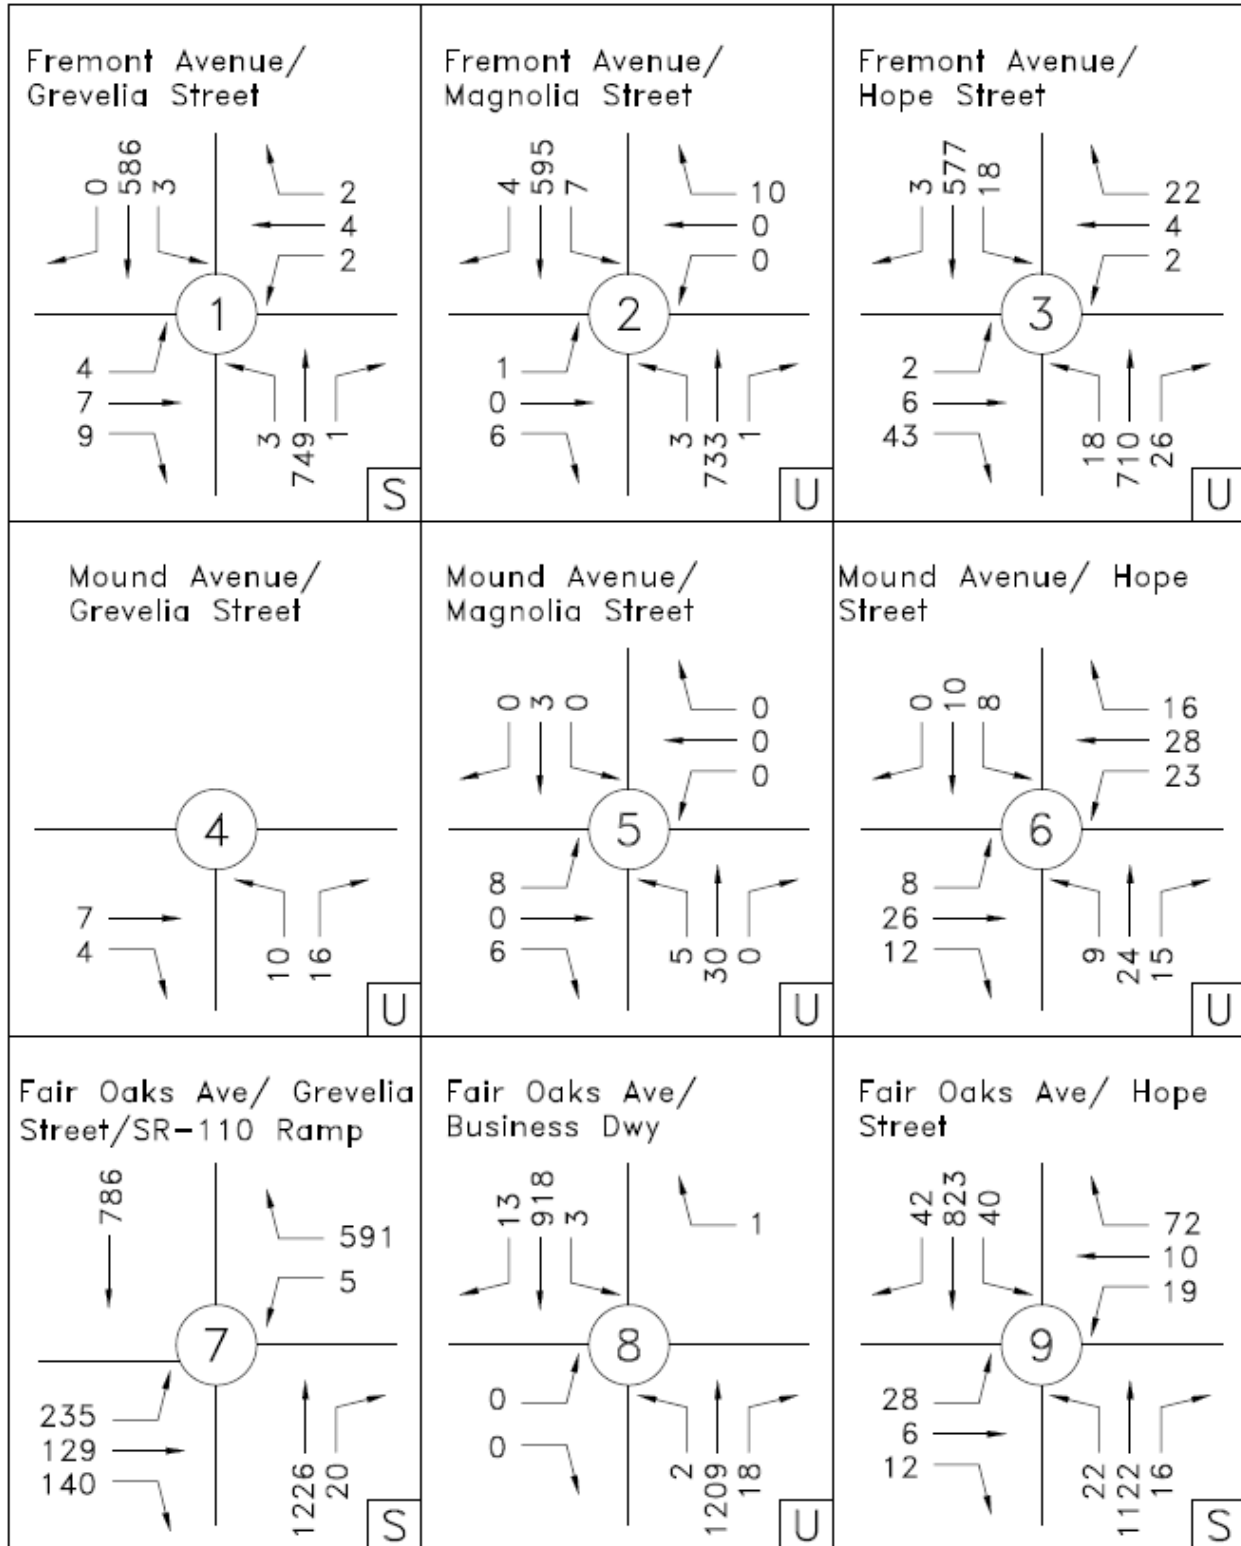 Fremont Avenue/
Grevelia Street
0 586 3
2
4
2
1
4
7
9
3 749 1
S
Fremont Avenue/
Magnolia Street
4 595 7
10
0
0
2
1
0
6
3 733 1
U
Fremont Avenue/
Hope Street
3 577 18
22
4
2
3
2
6
43
18 710 26
U
Mound Avenue/
Grevelia Street
4
7
4
10 16
U
Mound Avenue/
Magnolia Street
0 3 0
0
0
0
5
8
0
6
5 30 0
U
Mound Avenue/ Hope
Street
0 10 8
16
28
23
6
8
26
12
9 24 15
U
Fair Oaks Ave/ Grevelia
Street/SR-110 Ramp
786
591
5
7
235
129
140
1226 20
S
Fair Oaks Ave/
Business Dwy
13 918 3
1
8
0
0
2 1209 18
U
Fair Oaks Ave/ Hope
Street
42 823 40
72
10
19
9
28
6
12
22 1122 16
S